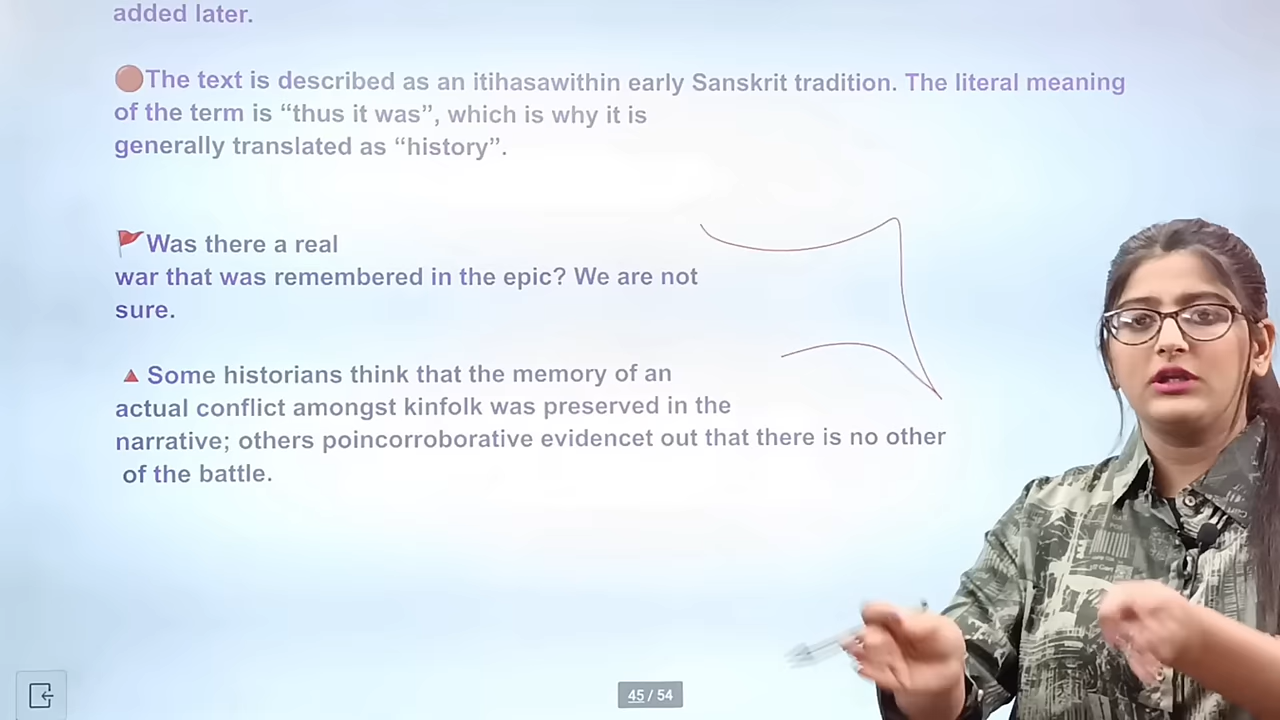 added later.
The text is described as an itihasawithin early Sanskrit tradition. The literal meaning
of the term is “thus it was”, which is why it is
generally translated as “history”.
Was there a real
war that was remembered in the epic? We are not
sure.
Some historians think that the memory of an
actual conflict amongst kinfolk was preserved in the
narrative; others poincorroborative evidencet out that there is no other
of the battle.
45 / 54